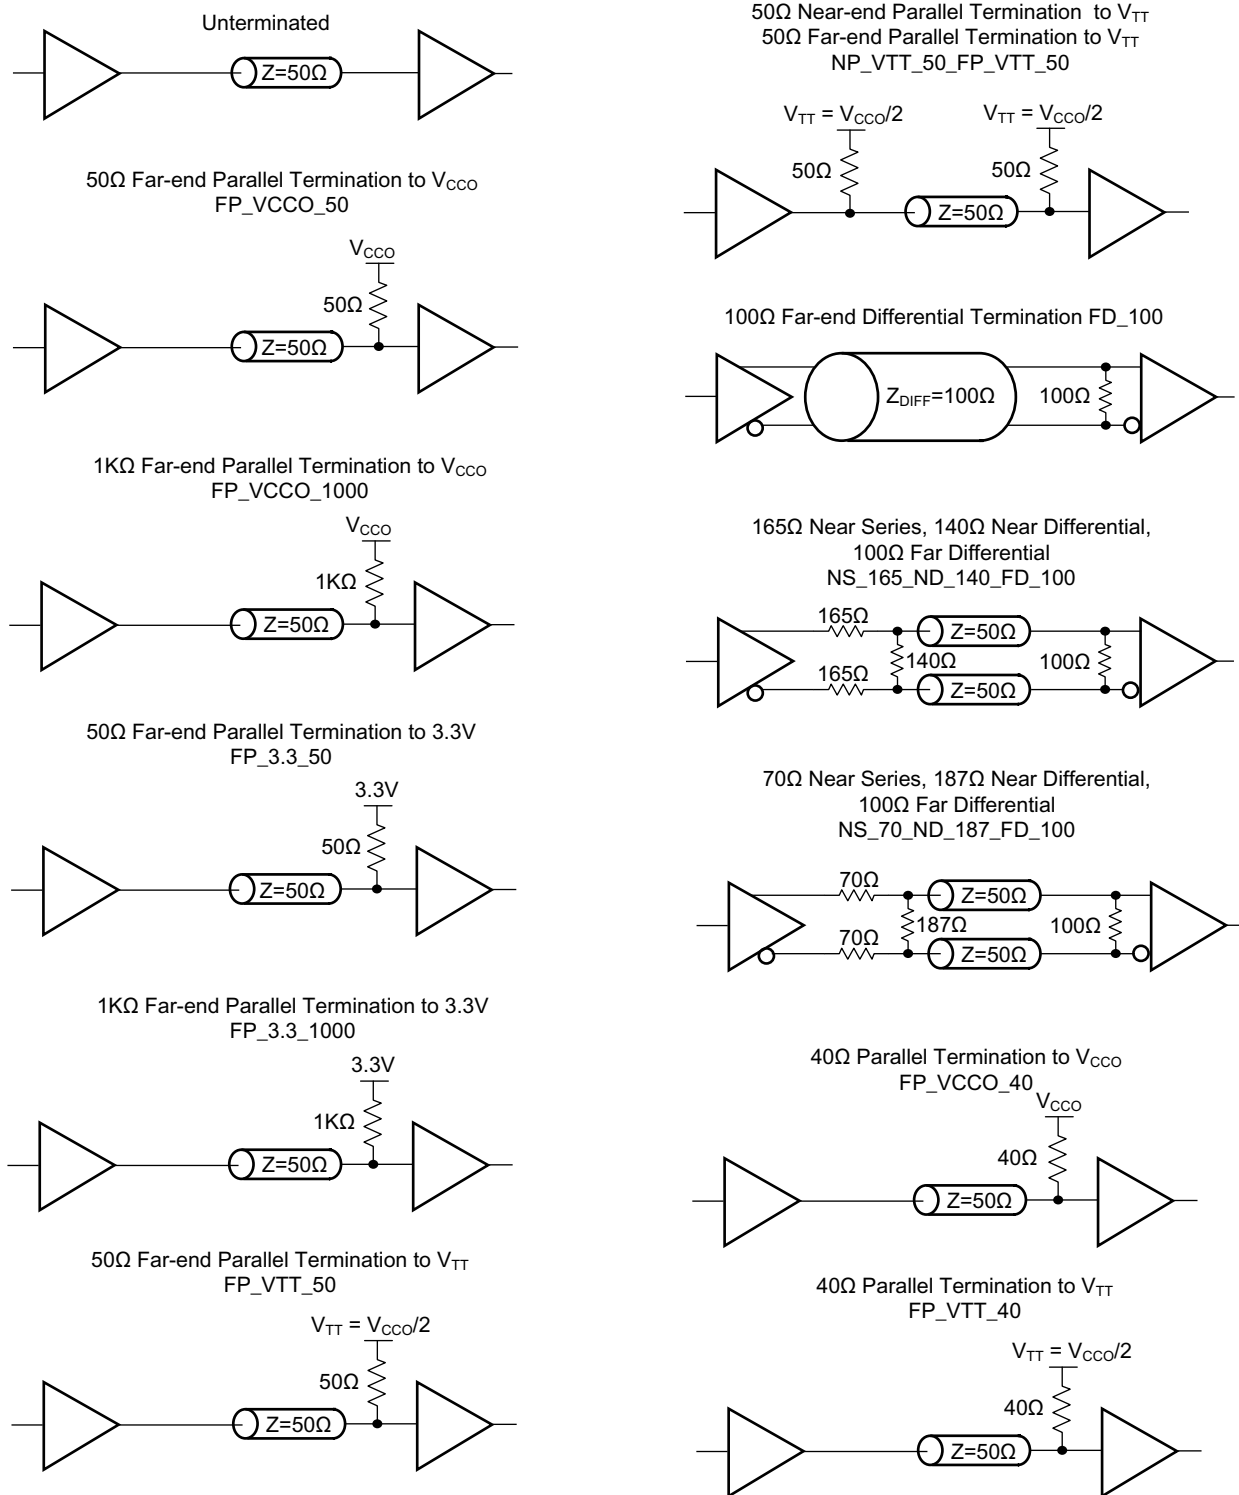 Unterminated
Z=50Ω
50Ω Far-end Parallel Termination to VCCO
FP_VCCO_50
VCCO
50Ω
Z=50Ω
1KΩ Far-end Parallel Termination to VCCO
FP_VCCO_1000
VCCO
1KΩ
Z=50Ω
50Ω Far-end Parallel Termination to 3.3V
FP_3.3_50
3.3V
50Ω
Z=50Ω
1KΩ Far-end Parallel Termination to 3.3V
FP_3.3_1000
3.3V
1KΩ
Z=50Ω
50Ω Far-end Parallel Termination to VTT
FP_VTT_50
VTT = VCCO/2
50Ω
Z=50Ω
50Ω Near-end Parallel Termination to VTT
50Ω Far-end Parallel Termination to VTT
NP_VTT_50_FP_VTT_50
VTT = VCCO/2 VTT = VCCO/2
50Ω 50Ω
Z=50Ω
100Ω Far-end Differential Termination FD_100
ZDIFF=100Ω 100Ω
165Ω Near Series, 140Ω Near Differential,
100Ω Far Differential
NS_165_ND_140_FD_100
165Ω Z=50Ω
140Ω 100Ω
165Ω Z=50Ω
70Ω Near Series, 187Ω Near Differential,
100Ω Far Differential
NS_70_ND_187_FD_100
70Ω Z=50Ω
187Ω 100Ω
70Ω Z=50Ω
40Ω Parallel Termination to VCCO
FP_VCCO_40
VCCO
40Ω
Z=50Ω
40Ω Parallel Termination to VTT
FP_VTT_40
VTT = VCCO/2
40Ω
Z=50Ω